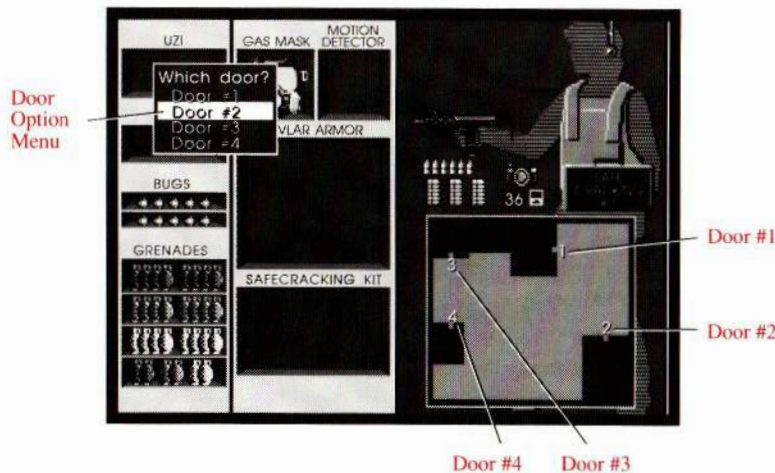 UZI
GAS MASK
MOTION
DETECTOR
Which door?
Door #1
Door #2
Door #3
Door #4
VLAR ARMOR
Door
Option
Menu
BUGS
36
GRENADES
SAFECRACKING KIT
1
3
4
2
Door #1
Door #2
Door #4
Door #3